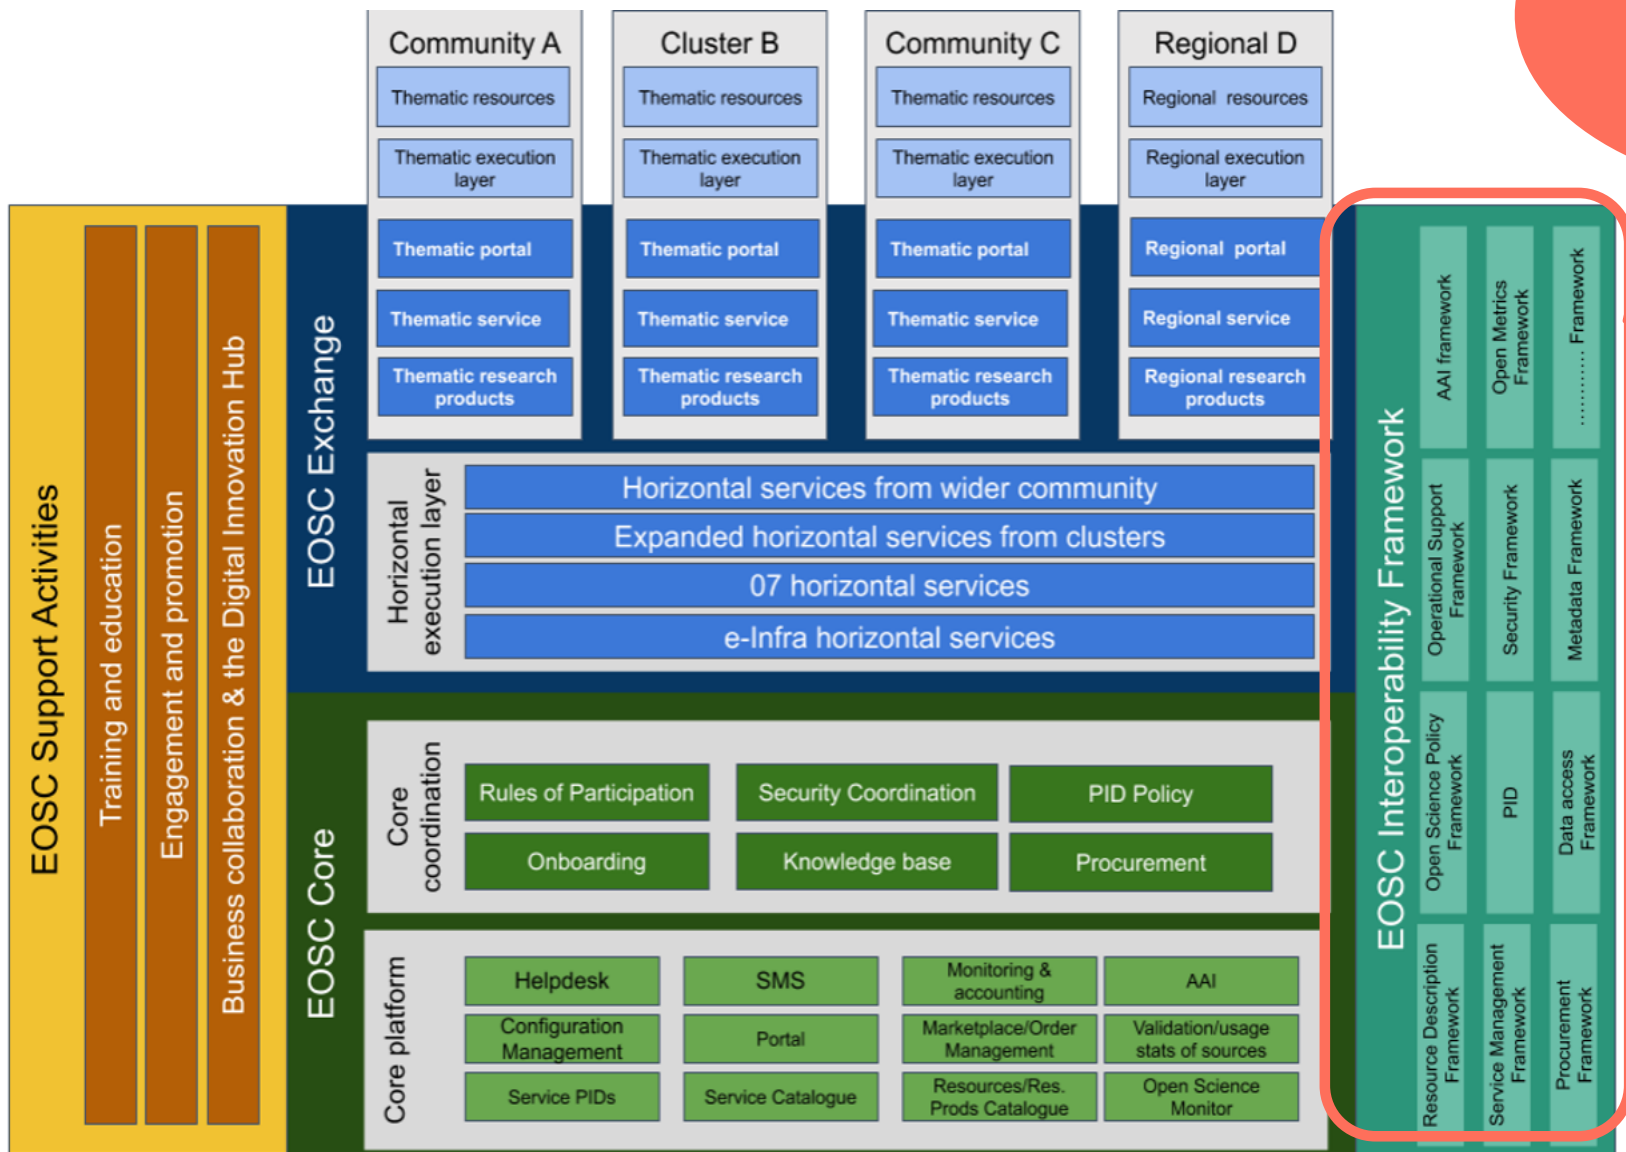 Community A
Thematic resources
Thematic execution
layer
Thematic portal
Thematic service
Thematic research
products
Cluster B
Thematic resources
Thematic execution
layer
Thematic portal
Thematic service
Thematic research
products
Community C
Thematic resources
Thematic execution
layer
Thematic portal
Thematic service
Thematic research
products
Regional D
Regional resources
Regional execution
layer
Regional portal
Regional service
Regional research
products
EOSC Support Activities
Training and education
Engagement and promotion
Business collaboration & the Digital Innovation Hub
EOSC Exchange
Horizontal
execution layer
Horizontal services from wider community
Expanded horizontal services from clusters
07 horizontal services
e-Infra horizontal services
EOSC Core
Core
coordination
Rules of Participation
Security Coordination
PID Policy
Onboarding
Knowledge base
Procurement
Core platform
Helpdesk
SMS
Monitoring &
accounting
AAI
Configuration
Management
Portal
Marketplace/Order
Management
Validation/usage
stats of sources
Service PIDs
Service Catalogue
Resources/Res.
Prods Catalogue
Open Science
Monitor
EOSC Interoperability Framework
AAI framework
Open Metrics
Framework
.......... Framework
Operational Support
Framework
Security Framework
Metadata Framework
Open Science Policy
Framework
PID
Data access
Framework
Resource Description
Framework
Service Management
Framework
Procurement
Framework